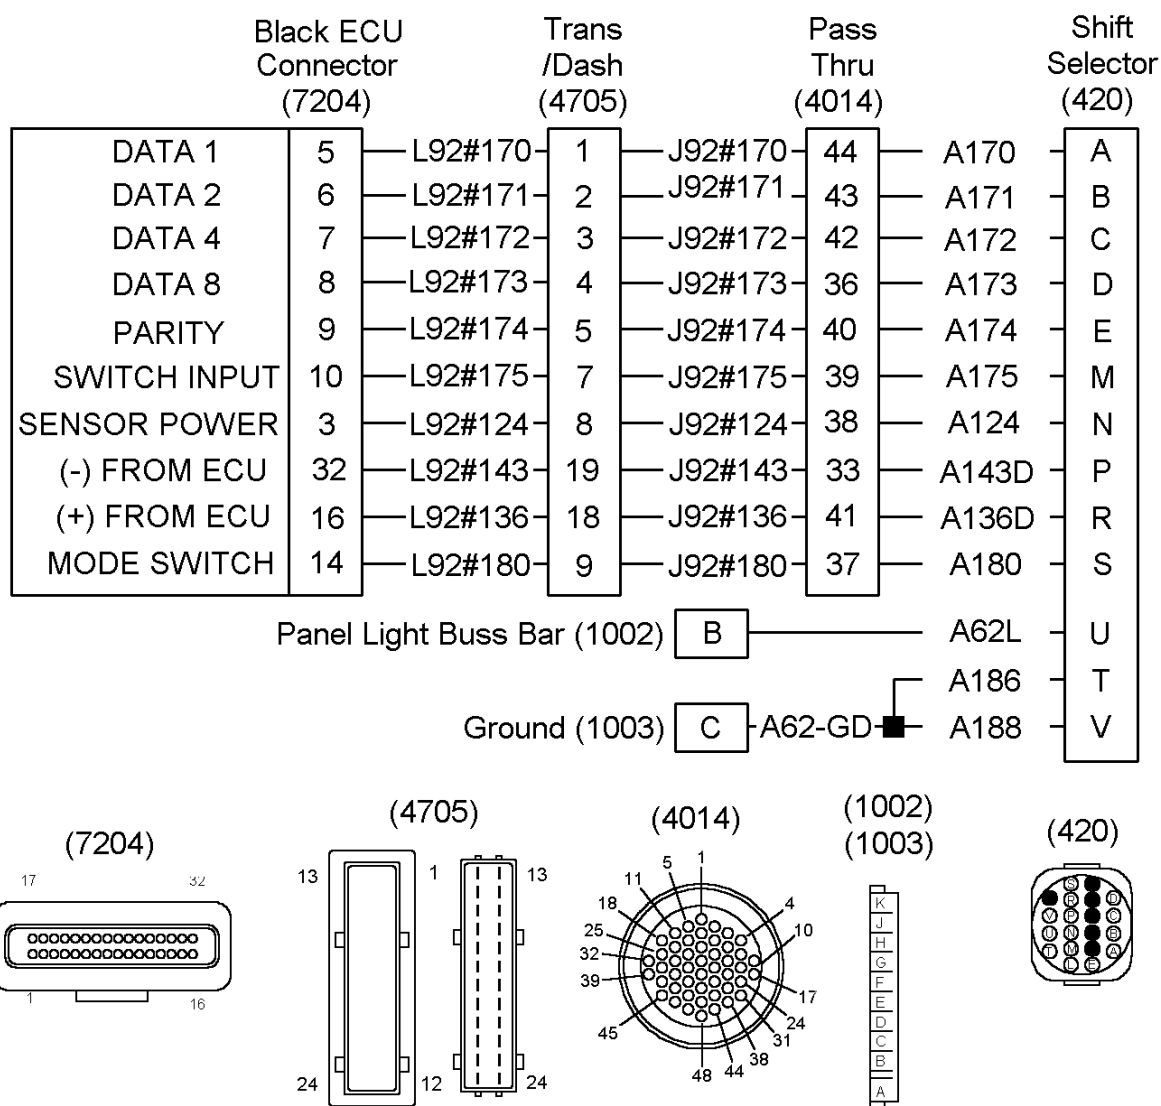 Black ECU Connector (7204) Trans /Dash (4705) Pass Thru (4014) Shift Selector (420)
DATA 1 5 L92#170 1 J92#170 44 A170 A
DATA 2 6 L92#171 2 J92#171 43 A171 B
DATA 4 7 L92#172 3 J92#172 42 A172 C
DATA 8 8 L92#173 4 J92#173 36 A173 D
PARITY 9 L92#174 5 J92#174 40 A174 E
SWITCH INPUT 10 L92#175 7 J92#175 39 A175 M
SENSOR POWER 3 L92#124 8 J92#124 38 A124 N
(-) FROM ECU 32 L92#143 19 J92#143 33 A143D P
(+) FROM ECU 16 L92#136 18 J92#136 41 A136D R
MODE SWITCH 14 L92#180 9 J92#180 37 A180 S
Panel Light Buss Bar (1002) B A62L U
A186 T
Ground (1003) C A62-GD A188 V
(7204)
17 32
1 16
(4705)
13 1 13
24 12 24
(4014)
1
5
11 4
18
25 10
32
39 17
24
45 31
38
48 44
(1002)
(1003)
K
J
H
G
F
E
D
C
B
A
(420)
S
R D
V P C
U N B
T M A
L E